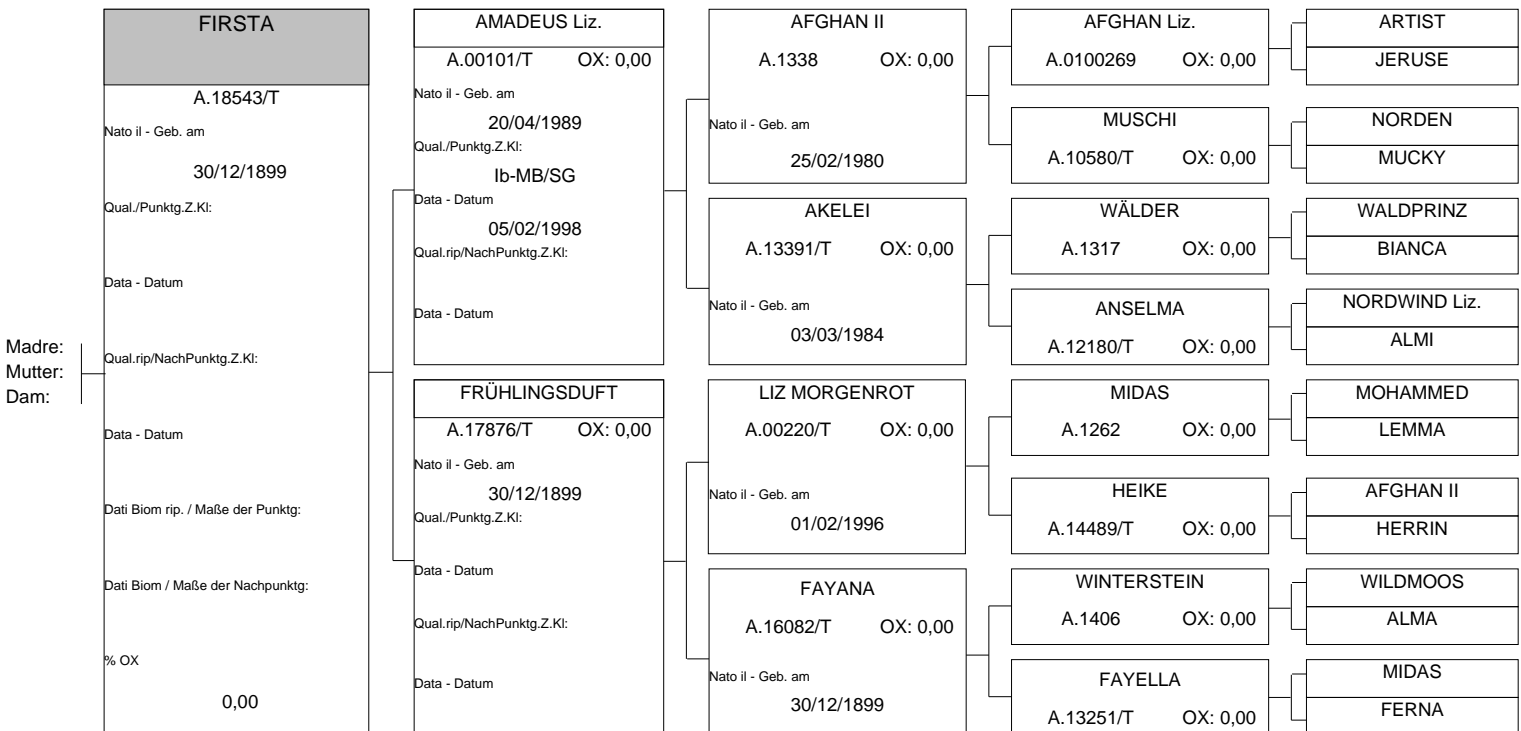 Madre:
Mutter:
Dam:
FIRSTA
A.18543/T
Nato il - Geb. am
30/12/1899
Qual./Punktg.Z.Kl:
Data - Datum
Qual.rip/NachPunktg.Z.Kl:
Data - Datum
Dati Biom rip. / Maße der Punktg:
Dati Biom / Maße der Nachpunktg:
% OX
0,00
AMADEUS Liz.
A.00101/T OX: 0,00
Nato il - Geb. am
20/04/1989
Qual./Punktg.Z.Kl:
Ib-MB/SG
Data - Datum
05/02/1998
Qual.rip/NachPunktg.Z.Kl:
Data - Datum
FRÜHLINGSDUFT
A.17876/T OX: 0,00
Nato il - Geb. am
30/12/1899
Qual./Punktg.Z.Kl:
Data - Datum
Qual.rip/NachPunktg.Z.Kl:
Data - Datum
AFGHAN II
A.1338 OX: 0,00
Nato il - Geb. am
25/02/1980
AKELEI
A.13391/T OX: 0,00
Nato il - Geb. am
03/03/1984
LIZ MORGENROT
A.00220/T OX: 0,00
Nato il - Geb. am
01/02/1996
FAYANA
A.16082/T OX: 0,00
Nato il - Geb. am
30/12/1899
AFGHAN Liz.
A.0100269 OX: 0,00
MUSCHI
A.10580/T OX: 0,00
WÄLDER
A.1317 OX: 0,00
ANSELMA
A.12180/T OX: 0,00
MIDAS
A.1262 OX: 0,00
HEIKE
A.14489/T OX: 0,00
WINTERSTEIN
A.1406 OX: 0,00
FAYELLA
A.13251/T OX: 0,00
ARTIST
JERUSE
NORDEN
MUCKY
WALDPRINZ
BIANCA
NORDWIND Liz.
ALMI
MOHAMMED
LEMMA
AFGHAN II
HERRIN
WILDMOOS
ALMA
MIDAS
FERNA